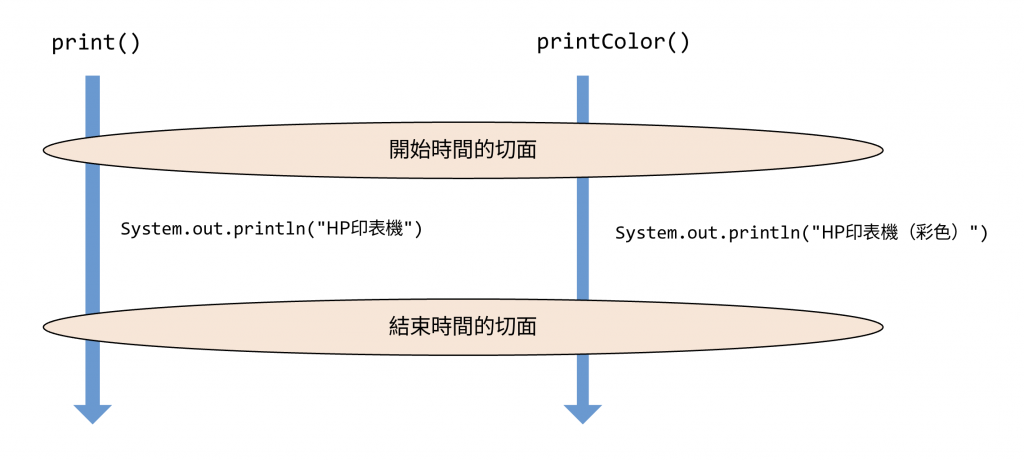 print()
printColor()
開始時間的切面
System.out.println("HP印表機")
System.out.println("HP印表機（彩色）")
結束時間的切面